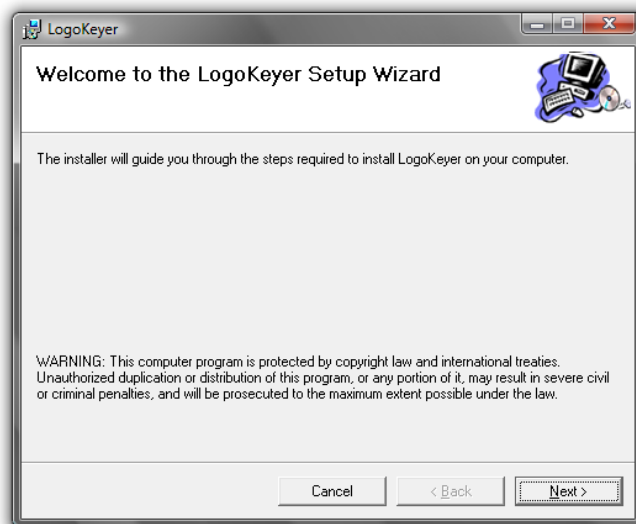 LogoKeyer
Welcome to the LogoKeyer Setup Wizard
The installer will guide you through the steps required to install LogoKeyer on your computer.
WARNING: This computer program is protected by copyright law and international treaties.
Unauthorized duplication or distribution of this program, or any portion of it, may result in severe civil
or criminal penalties, and will be prosecuted to the maximum extent possible under the law.
Cancel < Back Next >